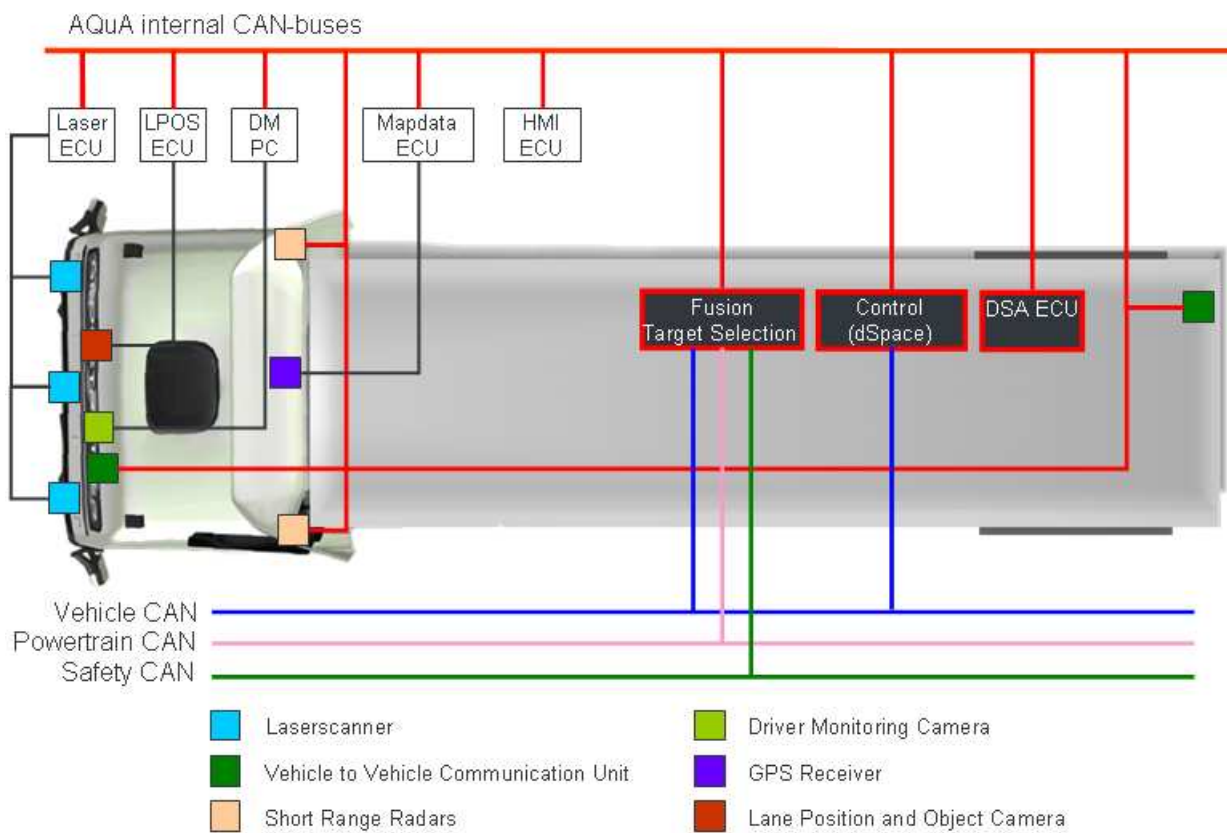 AQuA internal CAN-buses
Laser
ECU
LPOS
ECU
DM
PC
Mapdata
ECU
HMI
ECU
Fusion
Target Selection
Control
(dSpace)
DSA ECU
Vehicle CAN
Powertrain CAN
Safety CAN
Laserscanner
Driver Monitoring Camera
Vehicle to Vehicle Communication Unit
GPS Receiver
Short Range Radars
Lane Position and Object Camera